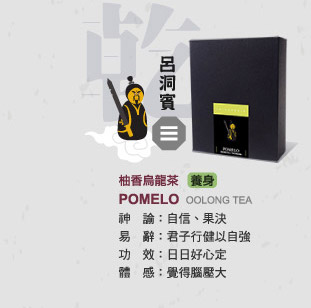 乾
呂洞賓
柚香烏龍茶 養身
POMELO OOLONG TEA
神 論：自信、果決
易 辭：君子行健以自強
功 效：日日好心定
體 感：覺得腦壓大
POMELO